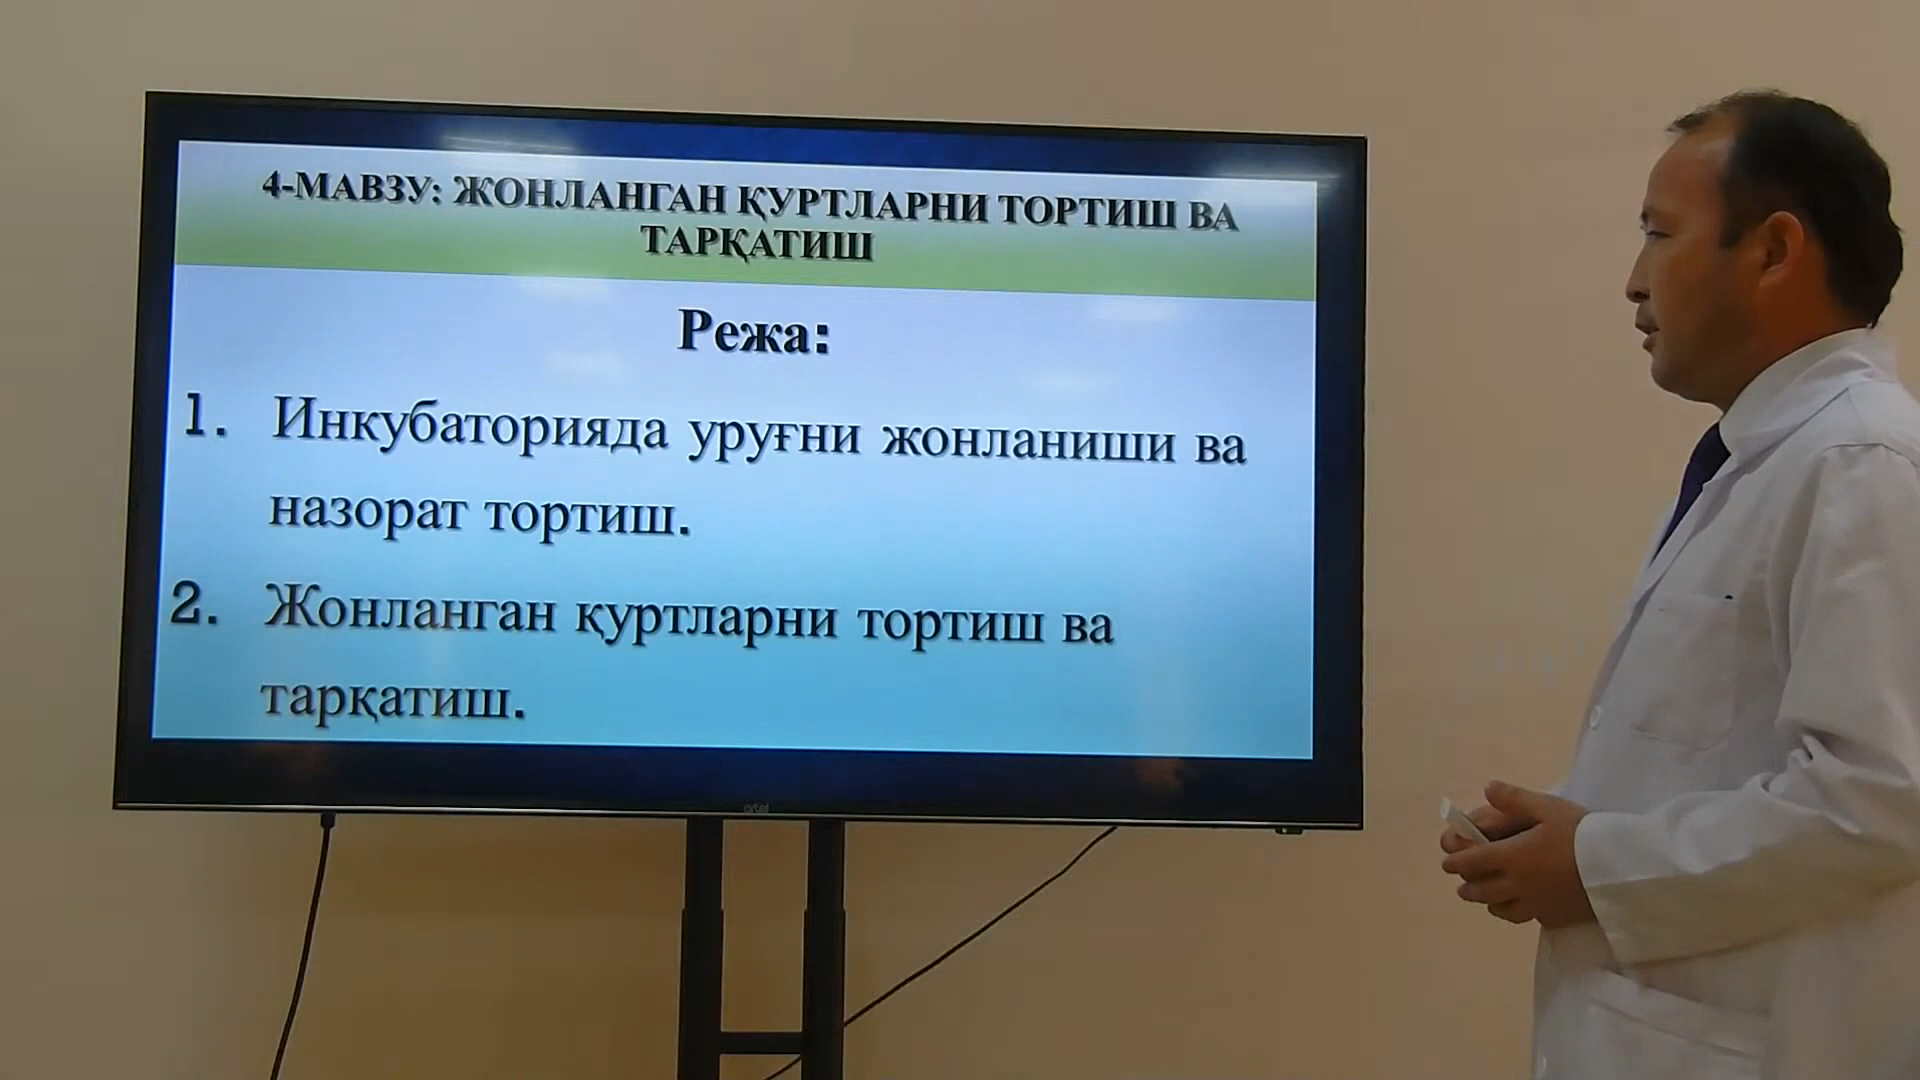 4-МАВЗУ: ЖОНЛАНГАН ҚУРТЛАРНИ ТОРТИШ ВА
ТАРҚАТИШ
Режа:
1. Инкубаторияда уруғни жонланиши ва
назорат тортиш.
2. Жонланган қуртларни тортиш ва
тарқатиш.
artel